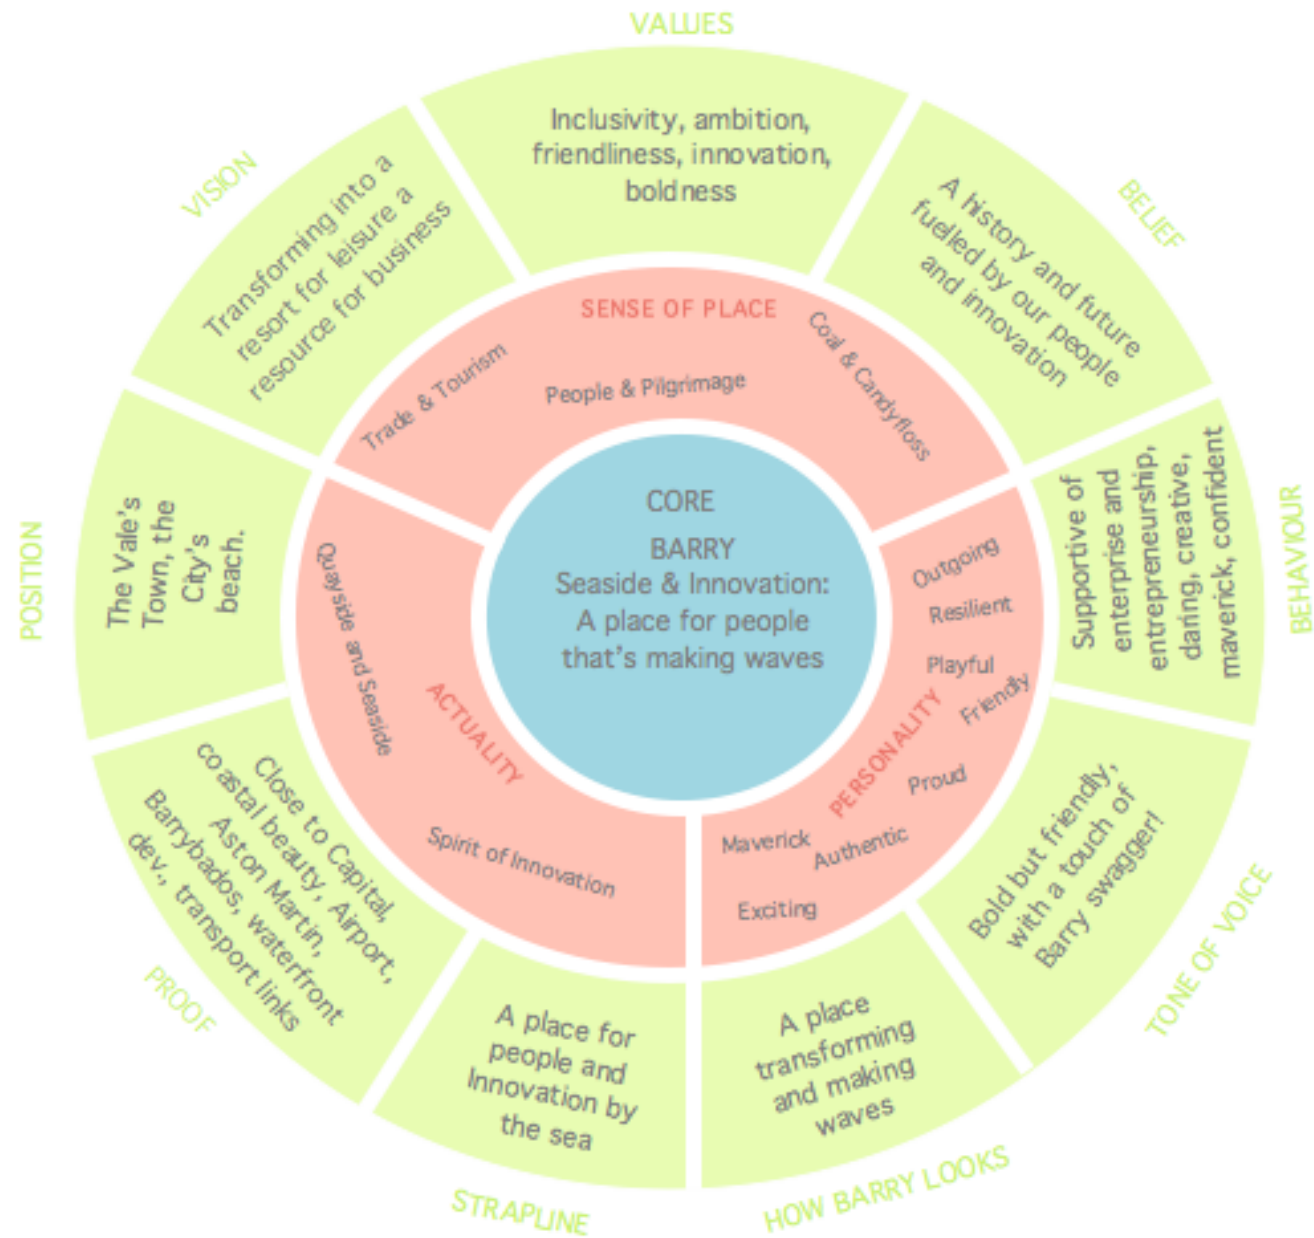 VALUES
Inclusivity, ambition,
friendliness, innovation,
boldness
BELIEF
A history and future
fuelled by our people
and innovation
BEHAVIOUR
Supportive of
enterprise and
entrepreneurship,
daring, creative,
maverick, confident
TONE OF VOICE
Bold but friendly,
with a touch of
Barry swagger!
HOW BARRY LOOKS
A place
transforming
and making
waves
STRAPLINE
A place for
people and
Innovation by
the sea
PROOF
Close to Capital,
coastal beauty, Airport,
Aston Martin,
Barrybados, waterfront
dev., transport links
POSITION
The Vale's
Town, the
City's
beach.
VISION
Transforming into a
resort for leisure a
resource for business
SENSE OF PLACE
Trade & Tourism
People & Pilgrimage
Coal & Candyfloss
PERSONALITY
Outgoing
Resilient
Playful
Friendly
Proud
Authentic
Maverick
Exciting
ACTUALITY
Quayside and Seaside
Spirit of Innovation
CORE
BARRY
Seaside & Innovation:
A place for people
that's making waves